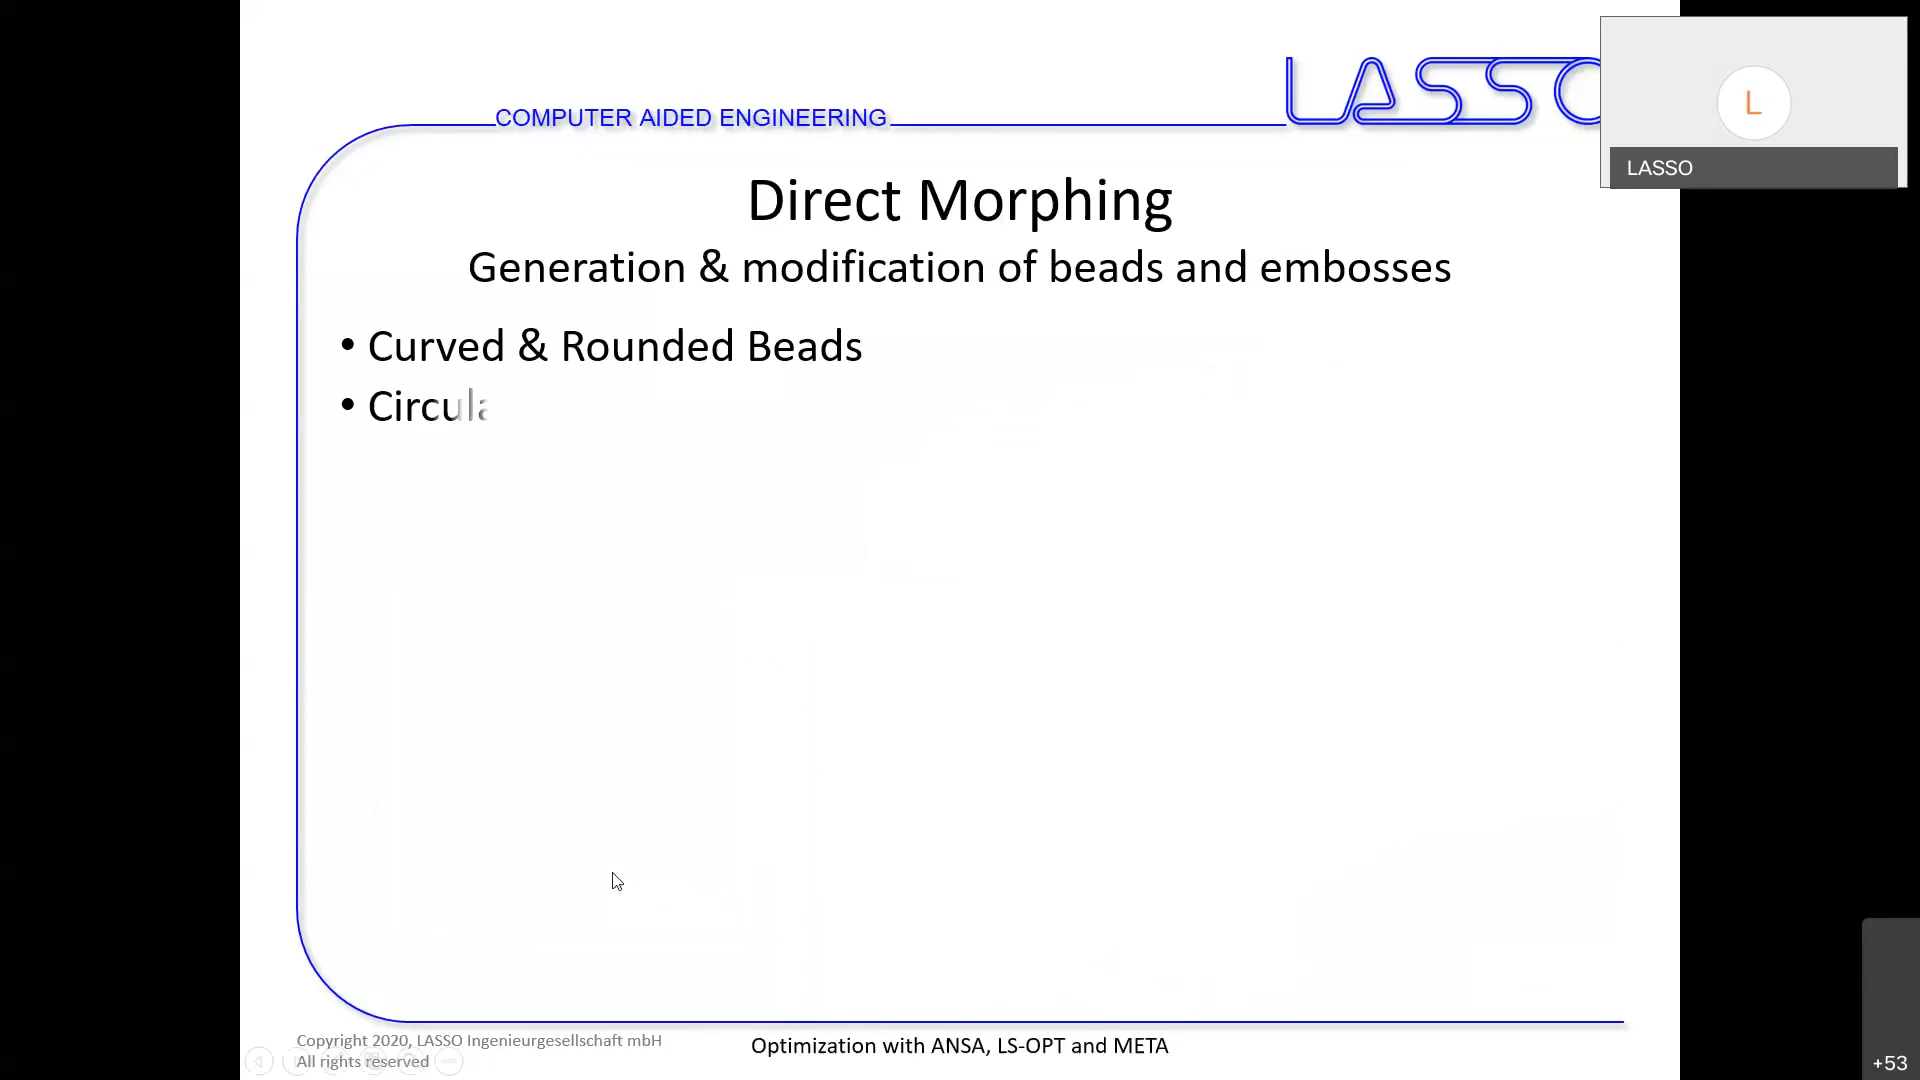 LASSO
L
LASSO
COMPUTER AIDED ENGINEERING
Direct Morphing
Generation & modification of beads and embosses
• Curved & Rounded Beads
• Circula
Copyright 2020, LASSO Ingenieurgesellschaft mbH
All rights reserved
Optimization with ANSA, LS-OPT and META
+53